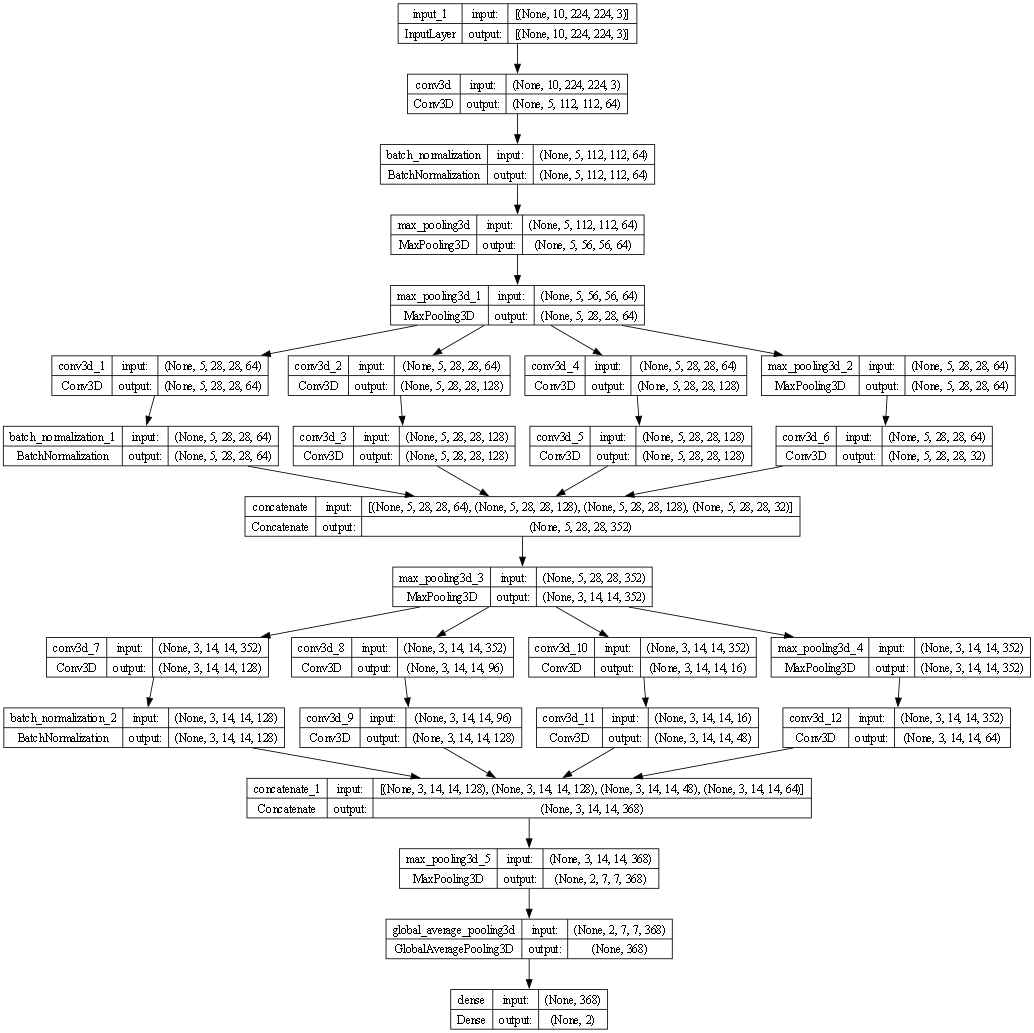 input_1 input: [(None, 10, 224, 224, 3)]
InputLayer output: [(None, 10, 224, 224, 3)]
conv3d input: (None, 10, 224, 224, 3)
Conv3D output: (None, 5, 112, 112, 64)
batch_normalization input: (None, 5, 112, 112, 64)
BatchNormalization output: (None, 5, 112, 112, 64)
max_pooling3d input: (None, 5, 112, 112, 64)
MaxPooling3D output: (None, 5, 56, 56, 64)
max_pooling3d_1 input: (None, 5, 56, 56, 64)
MaxPooling3D output: (None, 5, 28, 28, 64)
conv3d_1 input: (None, 5, 28, 28, 64)
Conv3D output: (None, 5, 28, 28, 64)
conv3d_2 input: (None, 5, 28, 28, 64)
Conv3D output: (None, 5, 28, 28, 128)
conv3d_4 input: (None, 5, 28, 28, 64)
Conv3D output: (None, 5, 28, 28, 128)
max_pooling3d_2 input: (None, 5, 28, 28, 64)
MaxPooling3D output: (None, 5, 28, 28, 64)
batch_normalization_1 input: (None, 5, 28, 28, 64)
BatchNormalization output: (None, 5, 28, 28, 64)
conv3d_3 input: (None, 5, 28, 28, 128)
Conv3D output: (None, 5, 28, 28, 128)
conv3d_5 input: (None, 5, 28, 28, 128)
Conv3D output: (None, 5, 28, 28, 128)
conv3d_6 input: (None, 5, 28, 28, 64)
Conv3D output: (None, 5, 28, 28, 32)
concatenate input: [(None, 5, 28, 28, 64), (None, 5, 28, 28, 128), (None, 5, 28, 28, 128), (None, 5, 28, 28, 32)]
Concatenate output: (None, 5, 28, 28, 352)
max_pooling3d_3 input: (None, 5, 28, 28, 352)
MaxPooling3D output: (None, 3, 14, 14, 352)
conv3d_7 input: (None, 3, 14, 14, 352)
Conv3D output: (None, 3, 14, 14, 128)
conv3d_8 input: (None, 3, 14, 14, 352)
Conv3D output: (None, 3, 14, 14, 96)
conv3d_10 input: (None, 3, 14, 14, 352)
Conv3D output: (None, 3, 14, 14, 16)
max_pooling3d_4 input: (None, 3, 14, 14, 352)
MaxPooling3D output: (None, 3, 14, 14, 352)
batch_normalization_2 input: (None, 3, 14, 14, 128)
BatchNormalization output: (None, 3, 14, 14, 128)
conv3d_9 input: (None, 3, 14, 14, 96)
Conv3D output: (None, 3, 14, 14, 128)
conv3d_11 input: (None, 3, 14, 14, 16)
Conv3D output: (None, 3, 14, 14, 48)
conv3d_12 input: (None, 3, 14, 14, 352)
Conv3D output: (None, 3, 14, 14, 64)
concatenate_1 input: [(None, 3, 14, 14, 128), (None, 3, 14, 14, 128), (None, 3, 14, 14, 48), (None, 3, 14, 14, 64)]
Concatenate output: (None, 3, 14, 14, 368)
max_pooling3d_5 input: (None, 3, 14, 14, 368)
MaxPooling3D output: (None, 2, 7, 7, 368)
global_average_pooling3d input: (None, 2, 7, 7, 368)
GlobalAveragePooling3D output: (None, 368)
dense input: (None, 368)
Dense output: (None, 2)